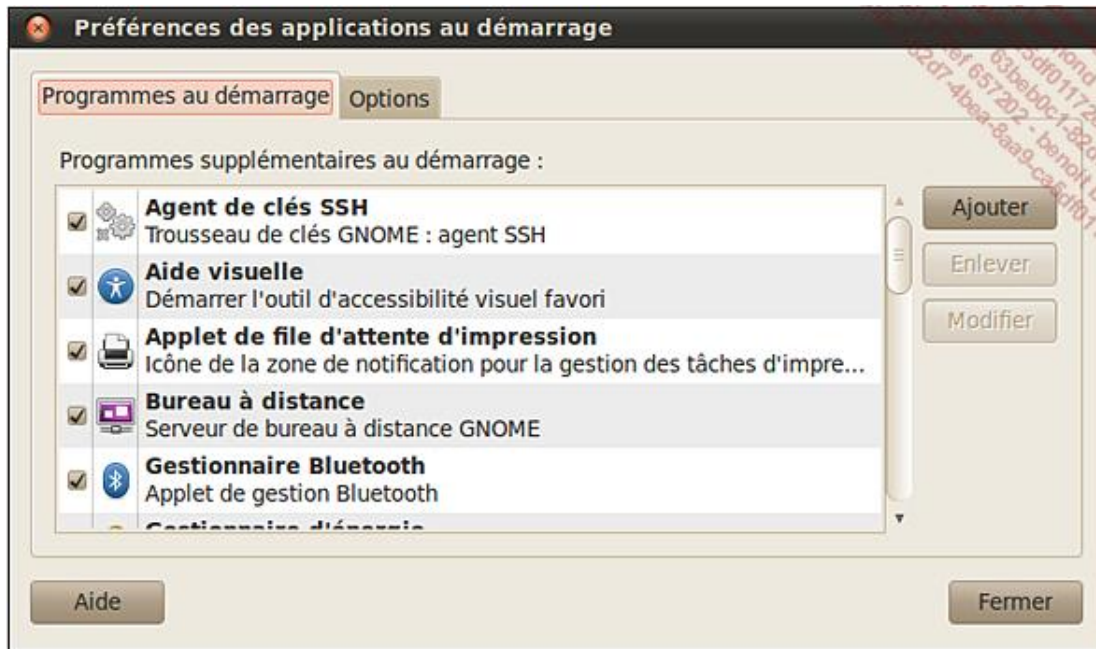 Préférences des applications au démarrage
Programmes au démarrage
Options
Programmes supplémentaires au démarrage :
Agent de clés SSH
Trousseau de clés GNOME : agent SSH
Aide visuelle
Démarrer l'outil d'accessibilité visuel favori
Applet de file d'attente d'impression
Icône de la zone de notification pour la gestion des tâches d'impre...
Bureau à distance
Serveur de bureau à distance GNOME
Gestionnaire Bluetooth
Applet de gestion Bluetooth
Gestionnaire d'énergie
Ajouter
Enlever
Modifier
Aide
Fermer